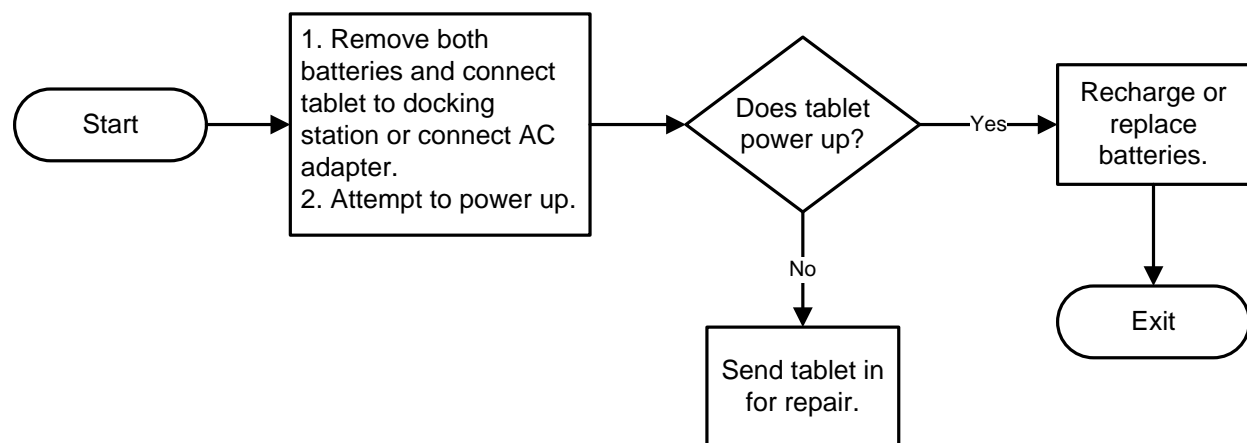 Start
1. Remove both
batteries and connect
tablet to docking
station or connect AC
adapter.
2. Attempt to power up.
Does tablet
power up?
Yes
Recharge or
replace
batteries.
No
Exit
Send tablet in
for repair.